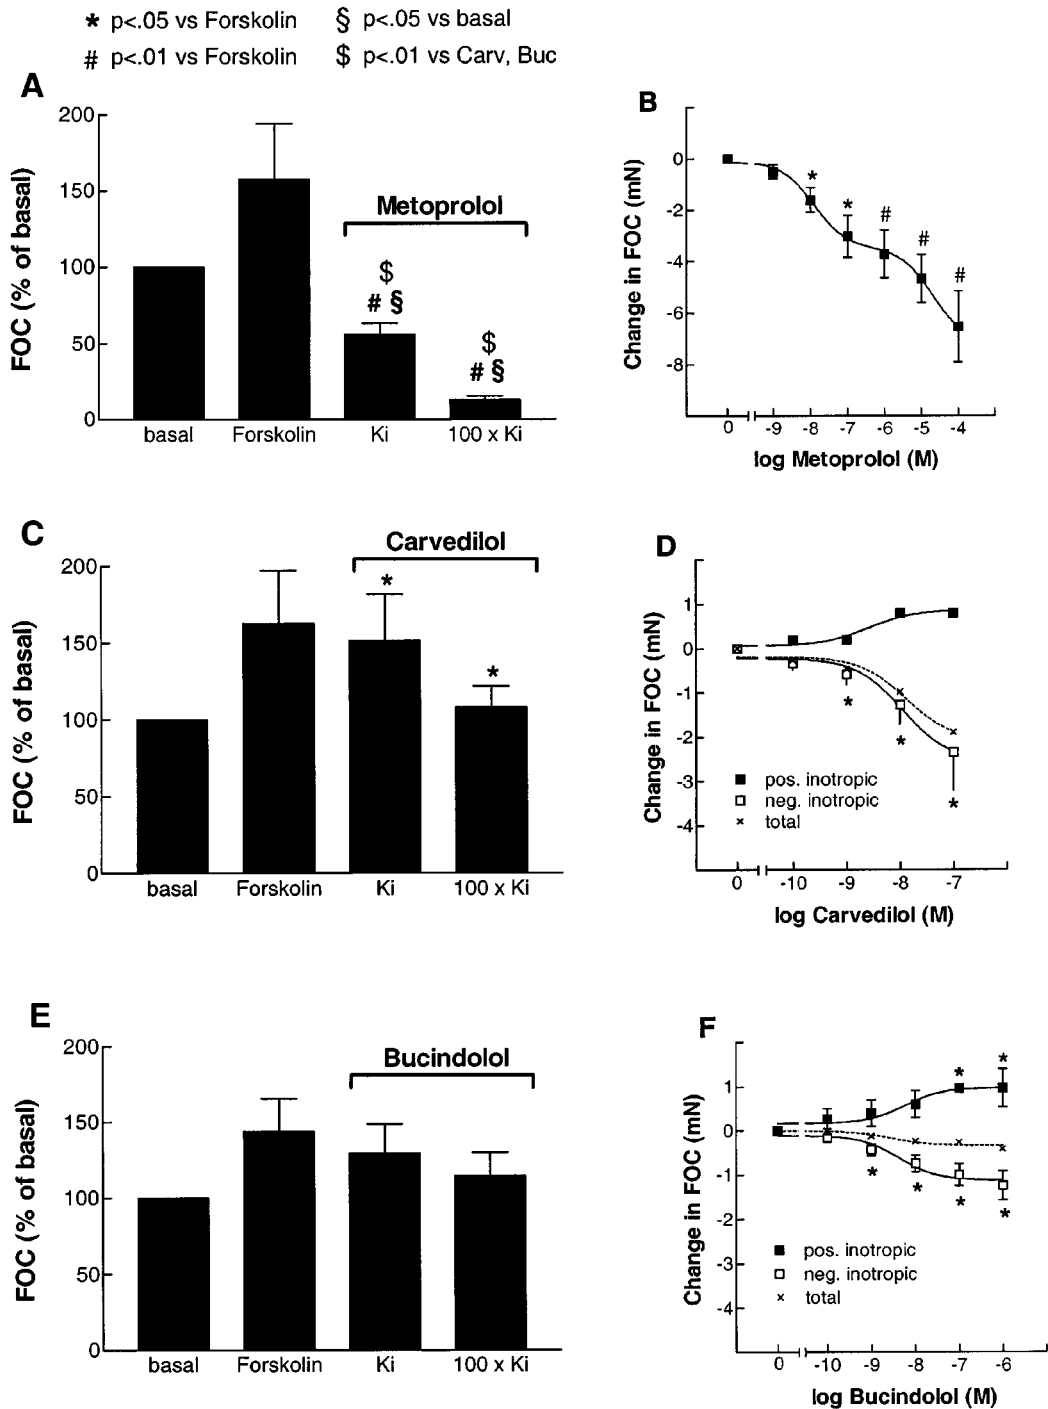 * p<.05 vs Forskolin § p<.05 vs basal
# p<.01 vs Forskolin $ p<.01 vs Carv, Buc
A
FOC (% of basal)
200
150
100
50
0
Metoprolol
$
# §
$
# §
basal Forskolin Ki 100 x Ki
B
Change in FOC (mN)
0
-2
-4
-6
-8
* * # # #
0 -9 -8 -7 -6 -5 -4
log Metoprolol (M)
C
FOC (% of basal)
200
150
100
50
0
Carvedilol
*
*
basal Forskolin Ki 100 x Ki
D
Change in FOC (mN)
1
0
-1
-2
-3
-4
* * *
pos. inotropic
neg. inotropic
total
0 -10 -9 -8 -7
log Carvedilol (M)
E
FOC (% of basal)
200
150
100
50
0
Bucindolol
basal Forskolin Ki 100 x Ki
F
Change in FOC (mN)
1
0
-1
-2
-3
-4
* *
* * * *
pos. inotropic
neg. inotropic
total
0 -10 -9 -8 -7 -6
log Bucindolol (M)